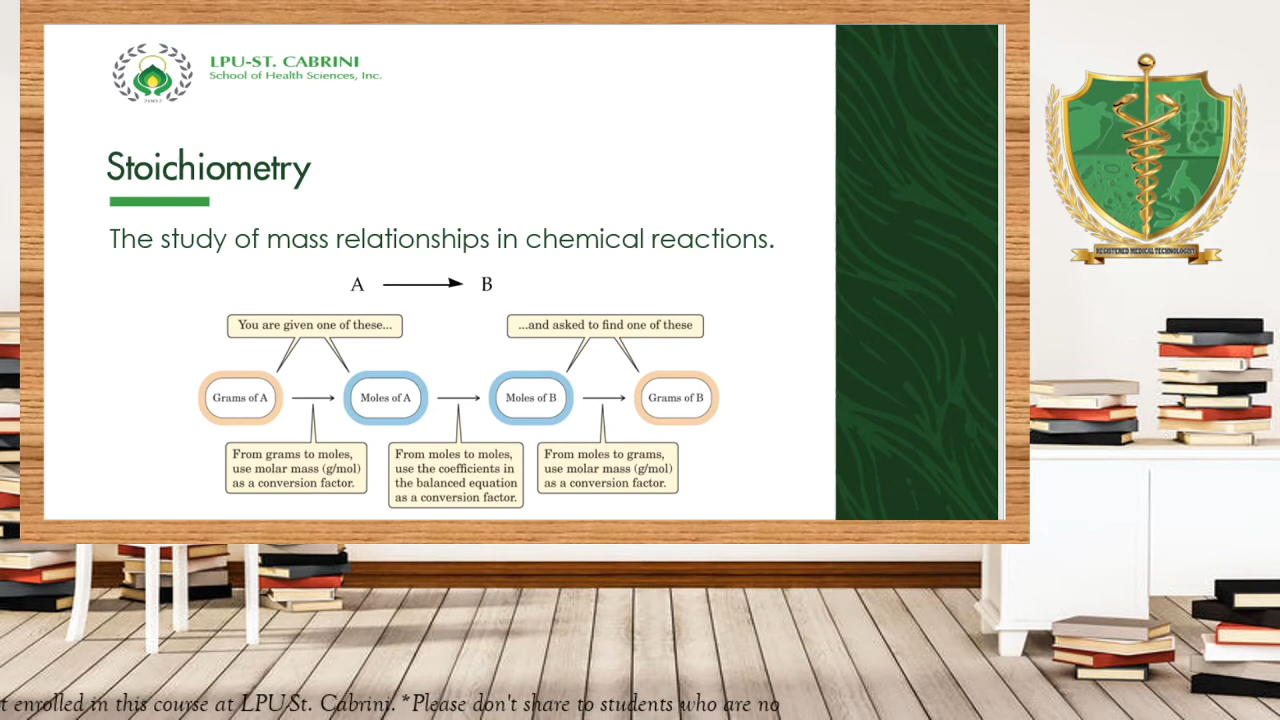 LPU-ST. CABRINI
School of Health Sciences, Inc.
2002
Stoichiometry
The study of mass relationships in chemical reactions.
A B
You are given one of these...
...and asked to find one of these
Grams of A
Moles of A
Moles of B
Grams of B
From grams to moles,
use molar mass (g/mol)
as a conversion factor.
From moles to moles,
use the coefficients in
the balanced equation
as a conversion factor.
From moles to grams,
use molar mass (g/mol)
as a conversion factor.
REGISTERED MEDICAL TECHNOLOGIST
t enrolled in this course at LPU-St. Cabrini. *Please don't share to students who are no